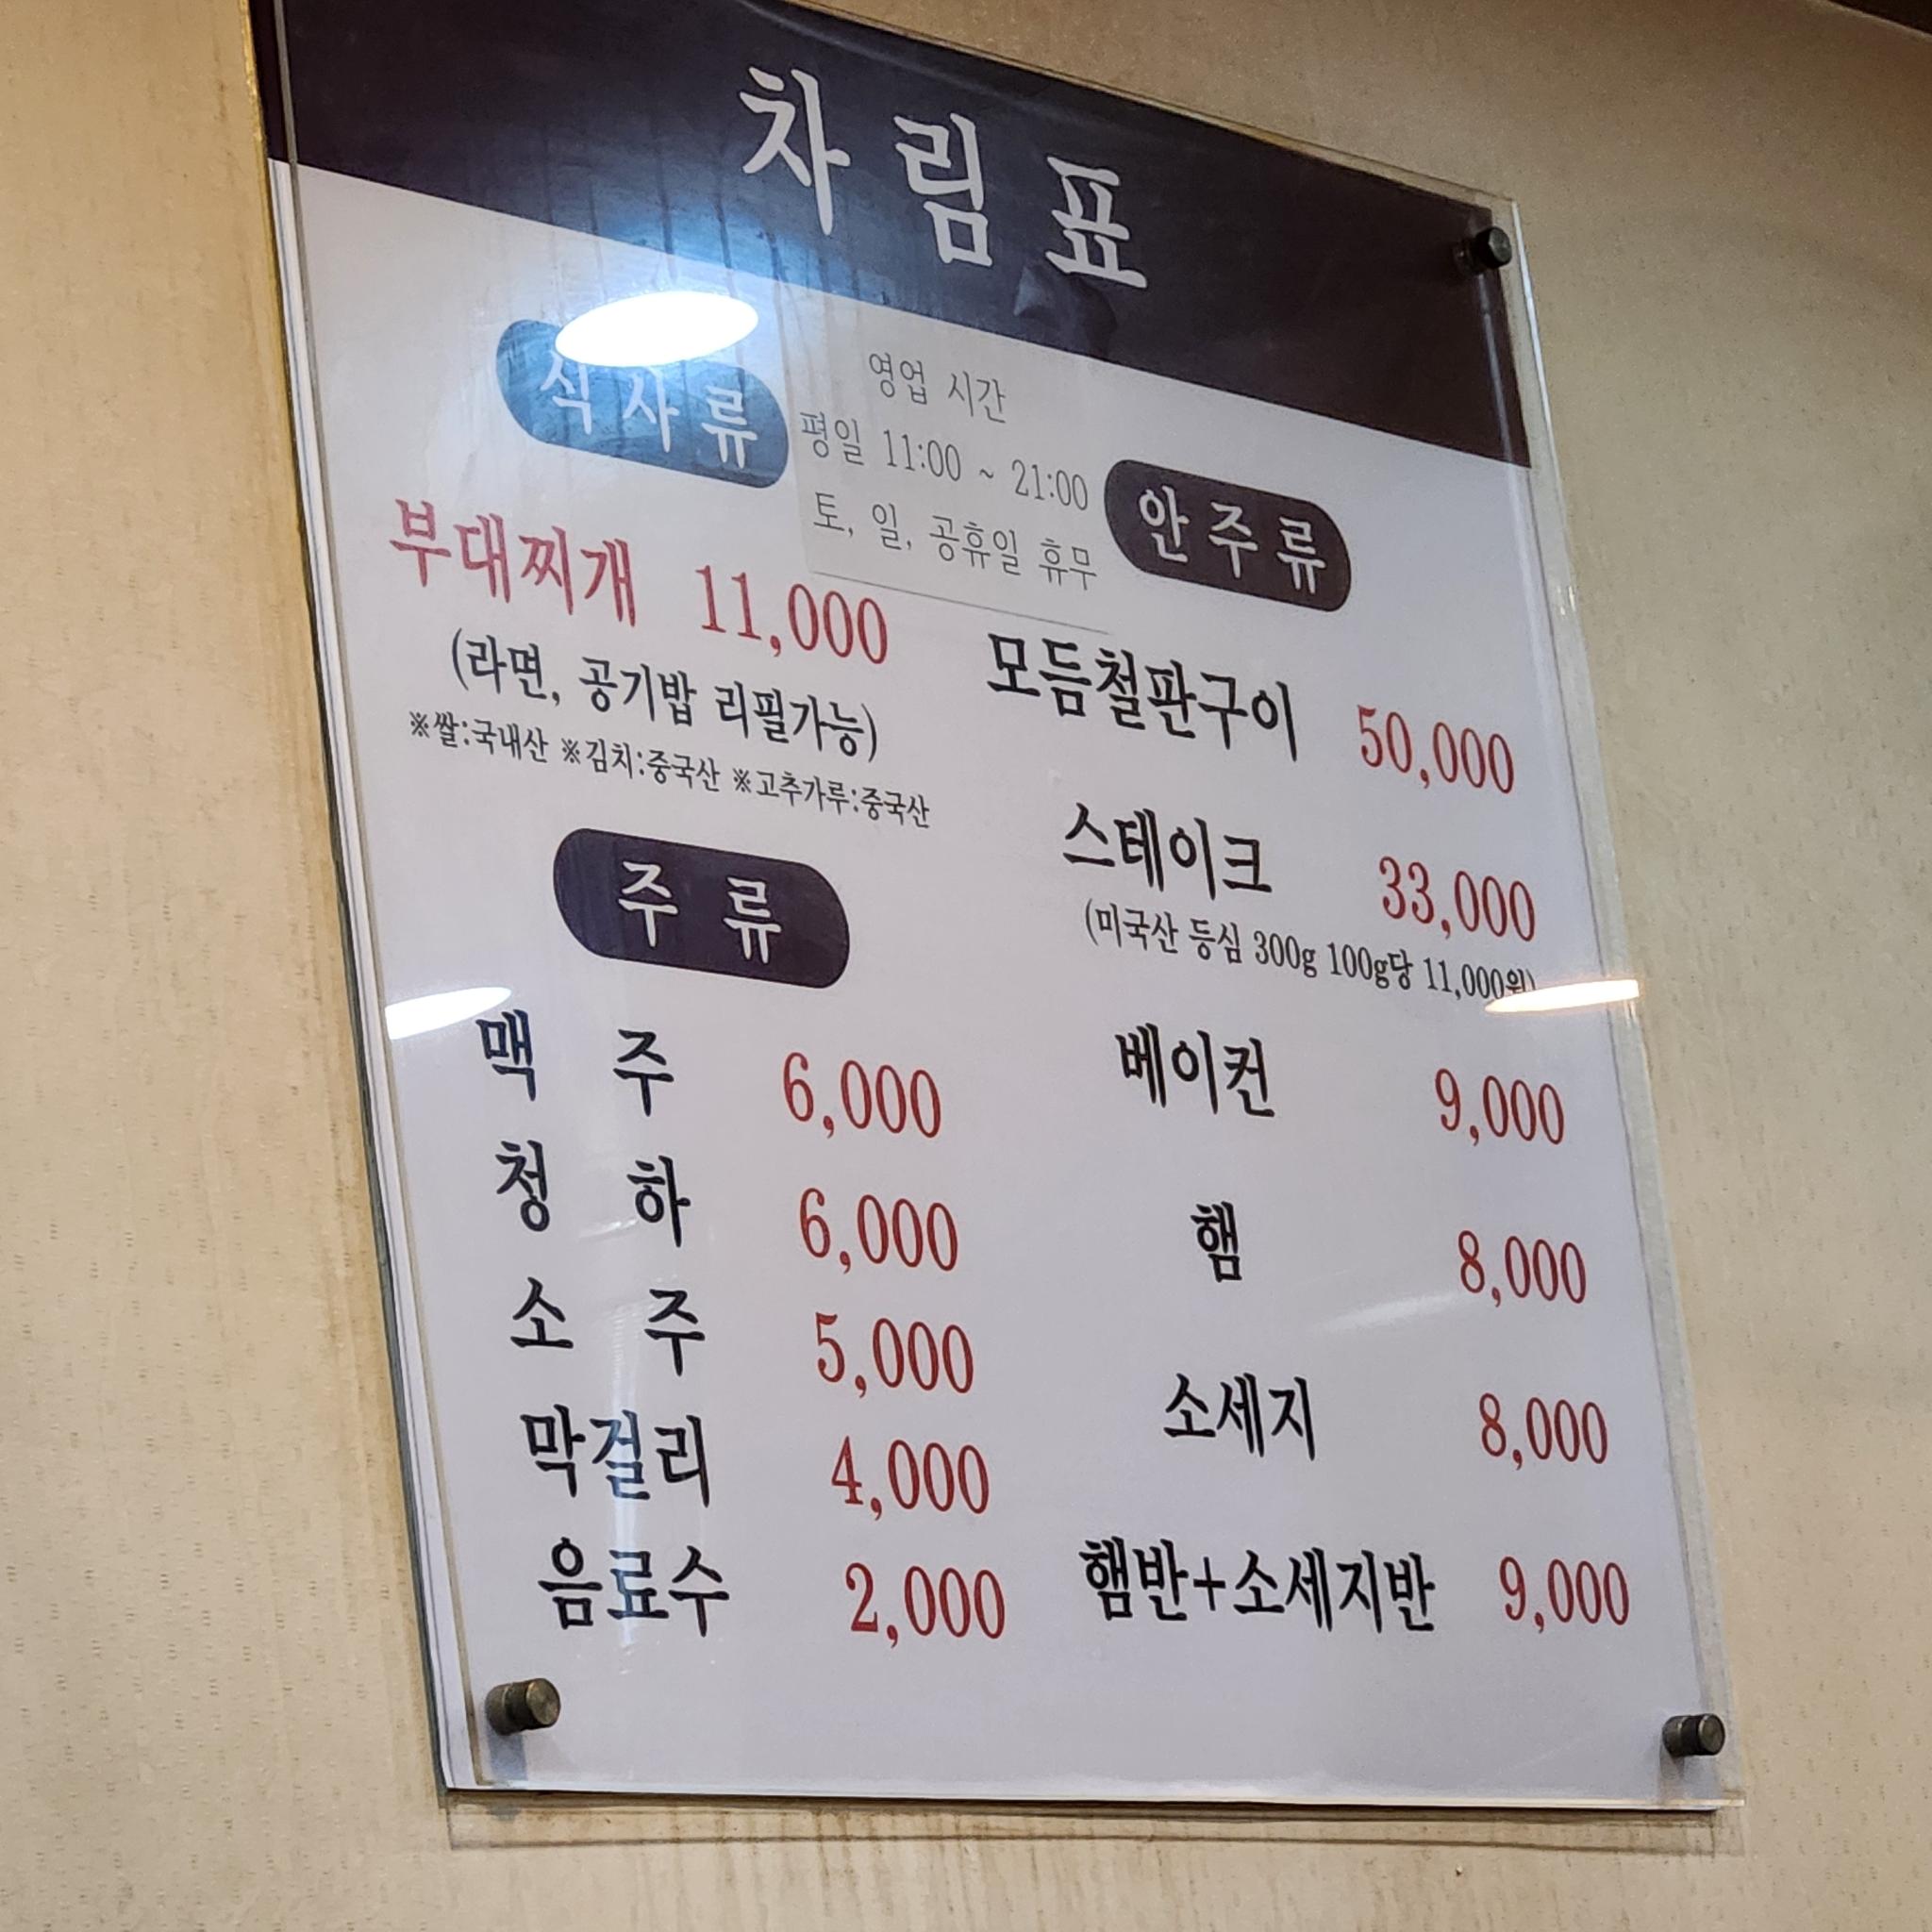 차림표
식사류
영업 시간
평일 11:00 ~ 21:00
토, 일, 공휴일 휴무
부대찌개 11,000
(라면, 공기밥 리필가능)
※쌀:국내산 ※김치:중국산 ※고추가루:중국산
주류
맥주 6,000
청하 6,000
소주 5,000
막걸리 4,000
음료수 2,000
안주류
모듬철판구이 50,000
스테이크 33,000
(미국산 등심 300g 100g당 11,000원)
베이컨 9,000
햄 8,000
소세지 8,000
햄반+소세지반 9,000